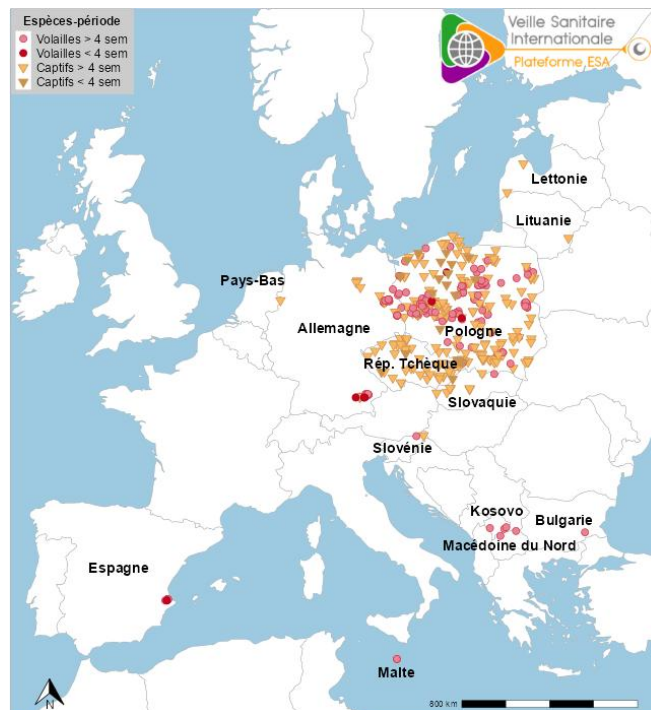 Espèces-période
Volailles > 4 sem
Volailles < 4 sem
Captifs > 4 sem
Captifs < 4 sem
Veille Sanitaire
Internationale
Plateforme ESA
Lettonie
Lituanie
Pays-Bas
Allemagne
Pologne
Rép. Tchèque
Slovaquie
Slovénie
Kosovo
Bulgarie
Macédoine du Nord
Espagne
Malte
N
800 km